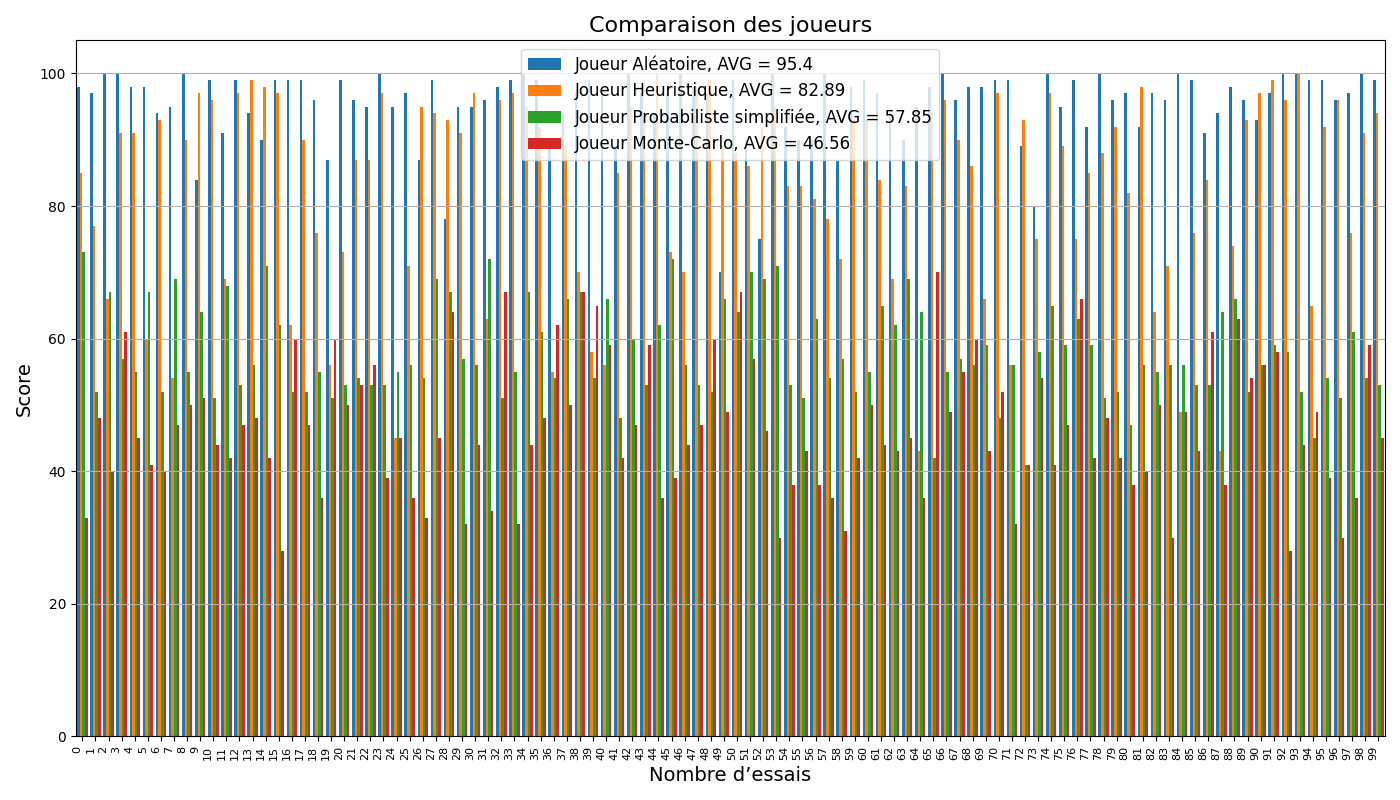 Comparaison des joueurs
Joueur Aléatoire, AVG = 95.4
Joueur Heuristique, AVG = 82.89
Joueur Probabiliste simplifiée, AVG = 57.85
Joueur Monte-Carlo, AVG = 46.56
100
80
60
40
20
0
Score
0 1 2 3 4 5 6 7 8 9 10 11 12 13 14 15 16 17 18 19 20 21 22 23 24 25 26 27 28 29 30 31 32 33 34 35 36 37 38 39 40 41 42 43 44 45 46 47 48 49 50 51 52 53 54 55 56 57 58 59 60 61 62 63 64 65 66 67 68 69 70 71 72 73 74 75 76 77 78 79 80 81 82 83 84 85 86 87 88 89 90 91 92 93 94 95 96 97 98 99
Nombre d’essais